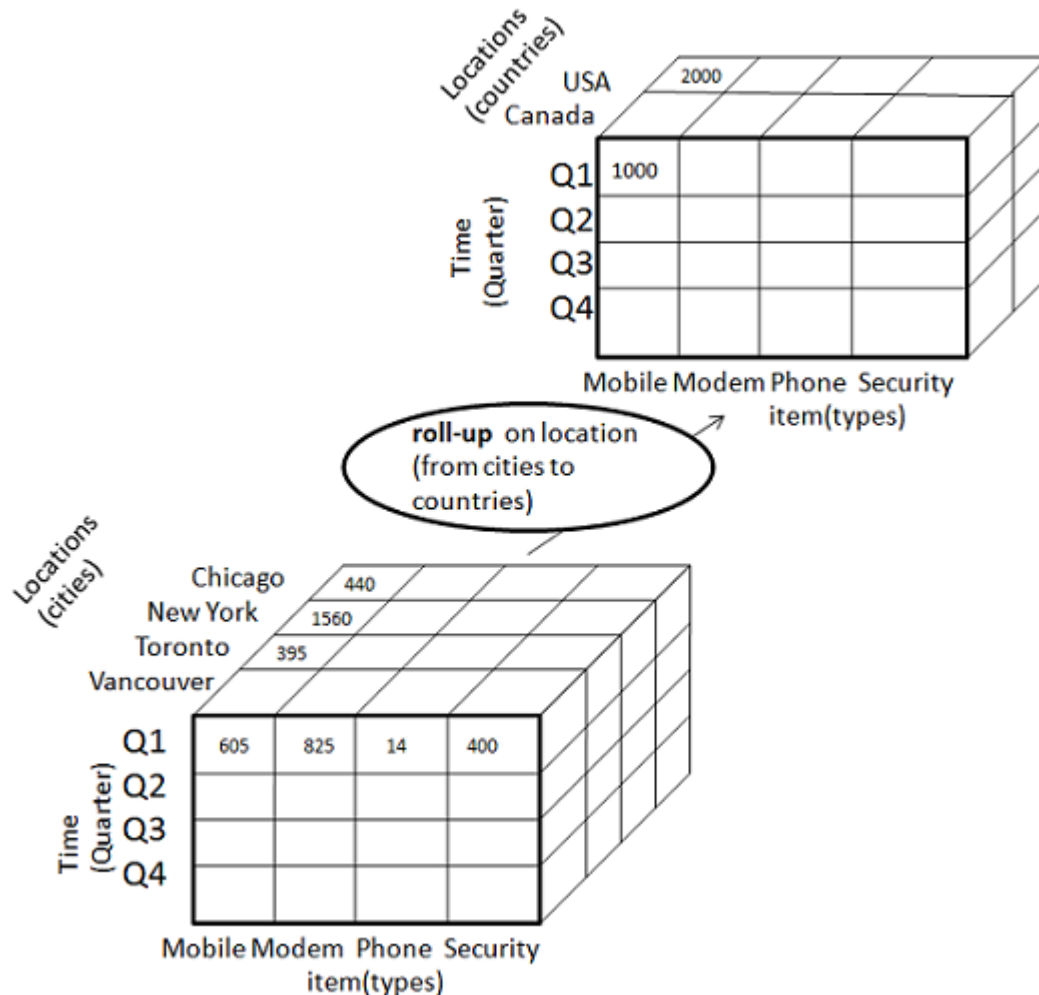 Locations
(countries)
USA
2000
Canada
Q1
1000
Q2
Q3
Q4
Time
(Quarter)
Mobile Modem Phone Security
item(types)
roll-up on location
(from cities to
countries)
Locations
(cities)
Chicago
440
New York
1560
Toronto
395
Vancouver
Q1
605 825 14 400
Q2
Q3
Q4
Time
(Quarter)
Mobile Modem Phone Security
item(types)